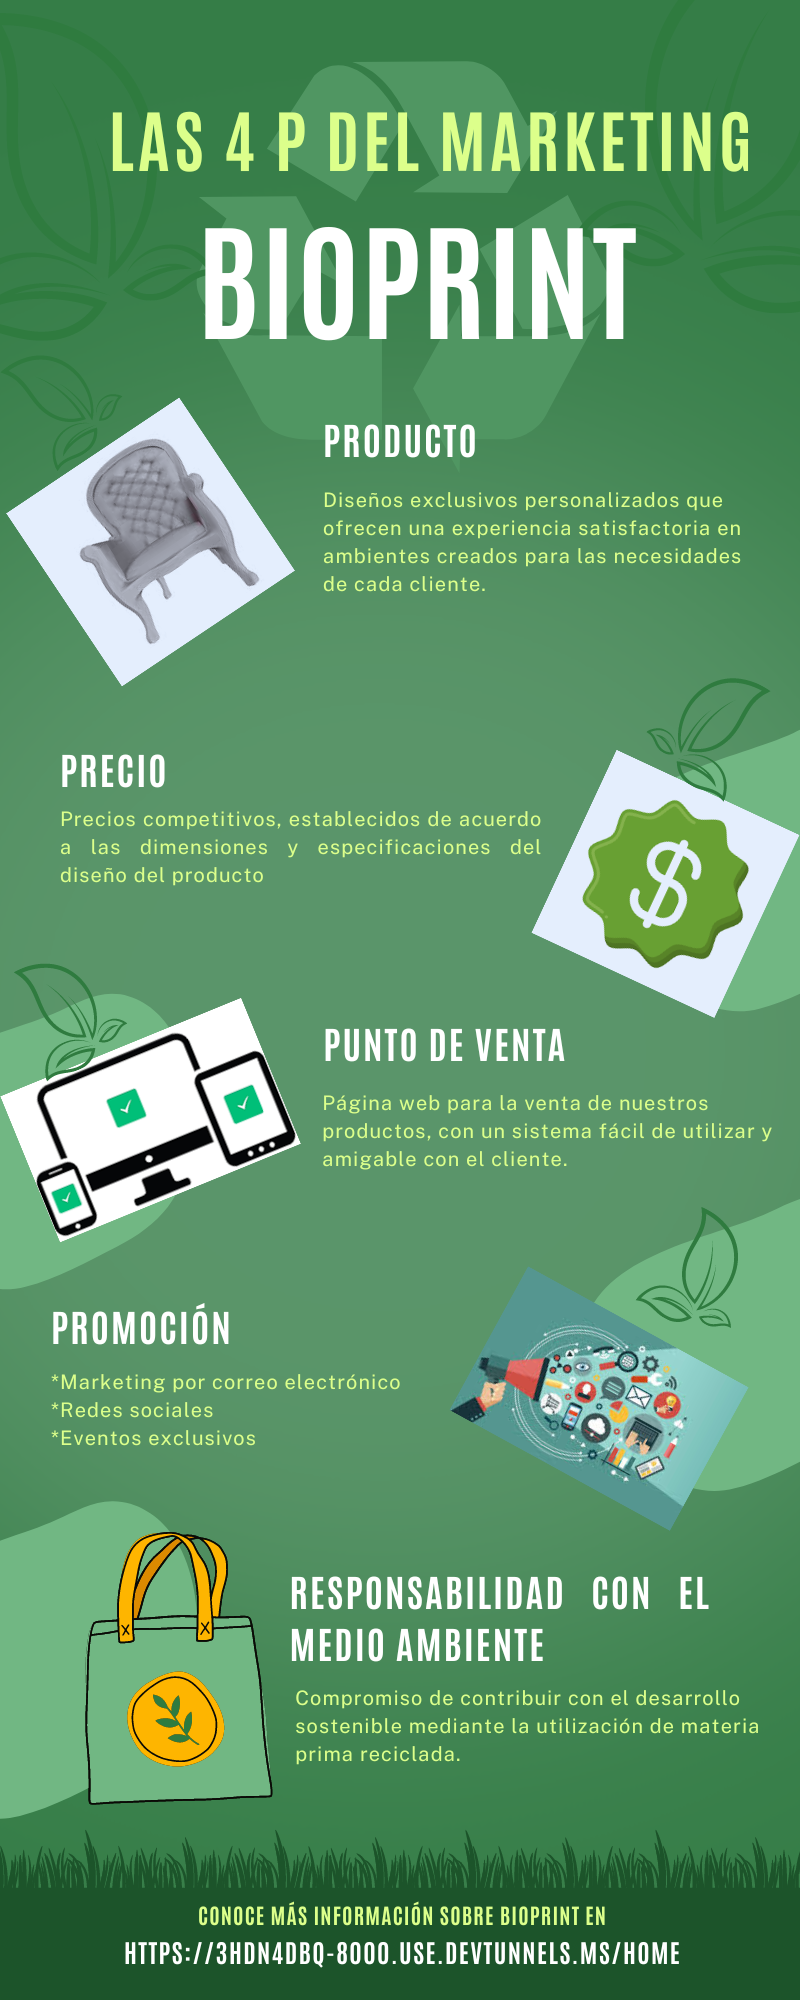 LAS 4 P DEL MARKETING
BIOPRINT
PRODUCTO
Diseños exclusivos personalizados que
ofrecen una experiencia satisfactoria en
ambientes creados para las necesidades
de cada cliente.
PRECIO
Precios competitivos, establecidos de acuerdo
a las dimensiones y especificaciones del
diseño del producto
$
PUNTO DE VENTA
Página web para la venta de nuestros
productos, con un sistema fácil de utilizar y
amigable con el cliente.
PROMOCIÓN
*Marketing por correo electrónico
*Redes sociales
*Eventos exclusivos
RESPONSABILIDAD CON EL
MEDIO AMBIENTE
Compromiso de contribuir con el desarrollo
sostenible mediante la utilización de materia
prima reciclada.
CONOCE MÁS INFORMACIÓN SOBRE BIOPRINT EN
HTTPS://3HDN4DBQ-8000.USE.DEVTUNNELS.MS/HOME